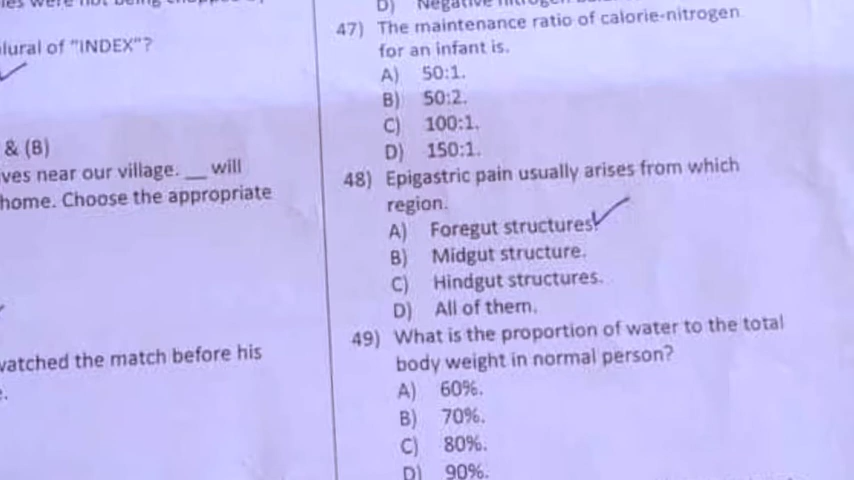 lural of "INDEX"?
& (B)
ves near our village. __ will
home. Choose the appropriate
watched the match before his
D) Negative nitrogen
47) The maintenance ratio of calorie-nitrogen
for an infant is.
A) 50:1.
B) 50:2.
C) 100:1.
D) 150:1.
48) Epigastric pain usually arises from which
region.
A) Foregut structures.
B) Midgut structure.
C) Hindgut structures.
D) All of them.
49) What is the proportion of water to the total
body weight in normal person?
A) 60%.
B) 70%.
C) 80%.
D) 90%.